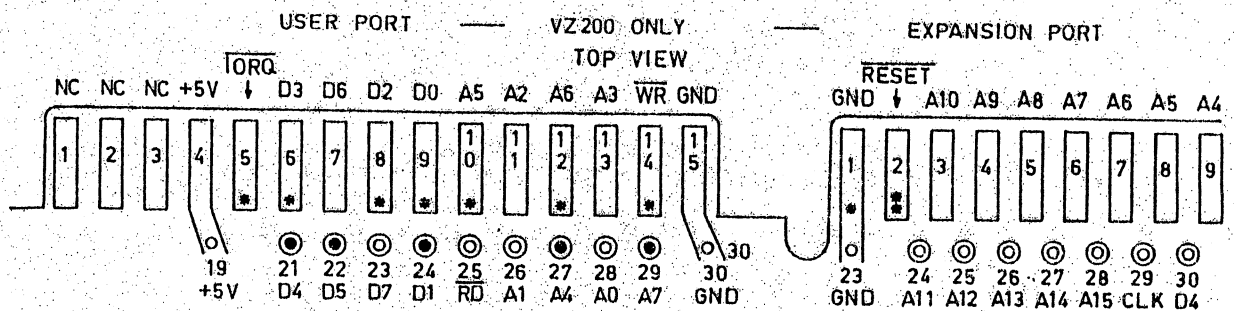 USER PORT — VZ200 ONLY — EXPANSION PORT
TOP VIEW
IORQ RESET
NC NC NC +5V ↓ D3 D6 D2 D0 A5 A2 A6 A3 WR GND GND ↓ A10 A9 A8 A7 A6 A5 A4
1 2 3 4 5 6 7 8 9 10 11 12 13 14 15 1 2 3 4 5 6 7 8 9
* * * * * * * * **
30
19 21 22 23 24 25 26 27 28 29 30 23 24 25 26 27 28 29 30
+5V D4 D5 D7 D1 RD A1 A4 A0 A7 GND GND A11 A12 A13 A14 A15 CLK D4